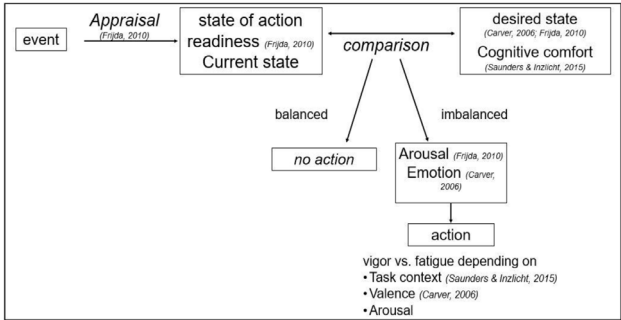 event
Appraisal
(Frijda, 2010)
state of action
readiness (Frijda, 2010)
Current state
comparison
desired state
(Carver, 2006; Frijda, 2010)
Cognitive comfort
(Saunders & Inzlicht, 2015)
balanced
imbalanced
no action
Arousal (Frijda, 2010)
Emotion (Carver,
2006)
action
vigor vs. fatigue depending on
• Task context (Saunders & Inzlicht, 2015)
• Valence (Carver, 2006)
• Arousal